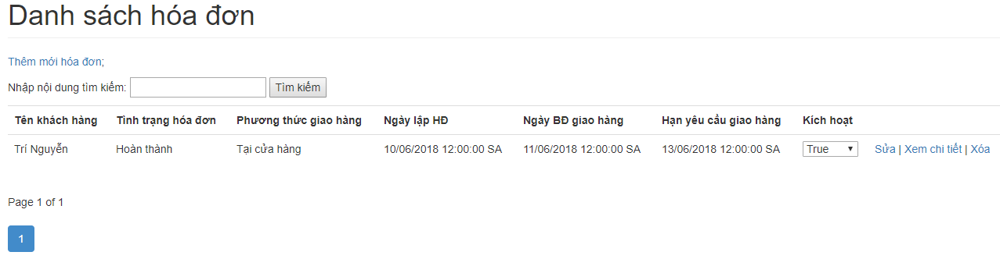 Danh sách hóa đơn
Thêm mới hóa đơn;
Nhập nội dung tìm kiếm: Tìm kiếm
Tên khách hàng Tình trạng hóa đơn Phương thức giao hàng Ngày lập HĐ Ngày BĐ giao hàng Hạn yêu cầu giao hàng Kích hoạt
Trí Nguyễn Hoàn thành Tại cửa hàng 10/06/2018 12:00:00 SA 11/06/2018 12:00:00 SA 13/06/2018 12:00:00 SA True Sửa | Xem chi tiết | Xóa
Page 1 of 1
1